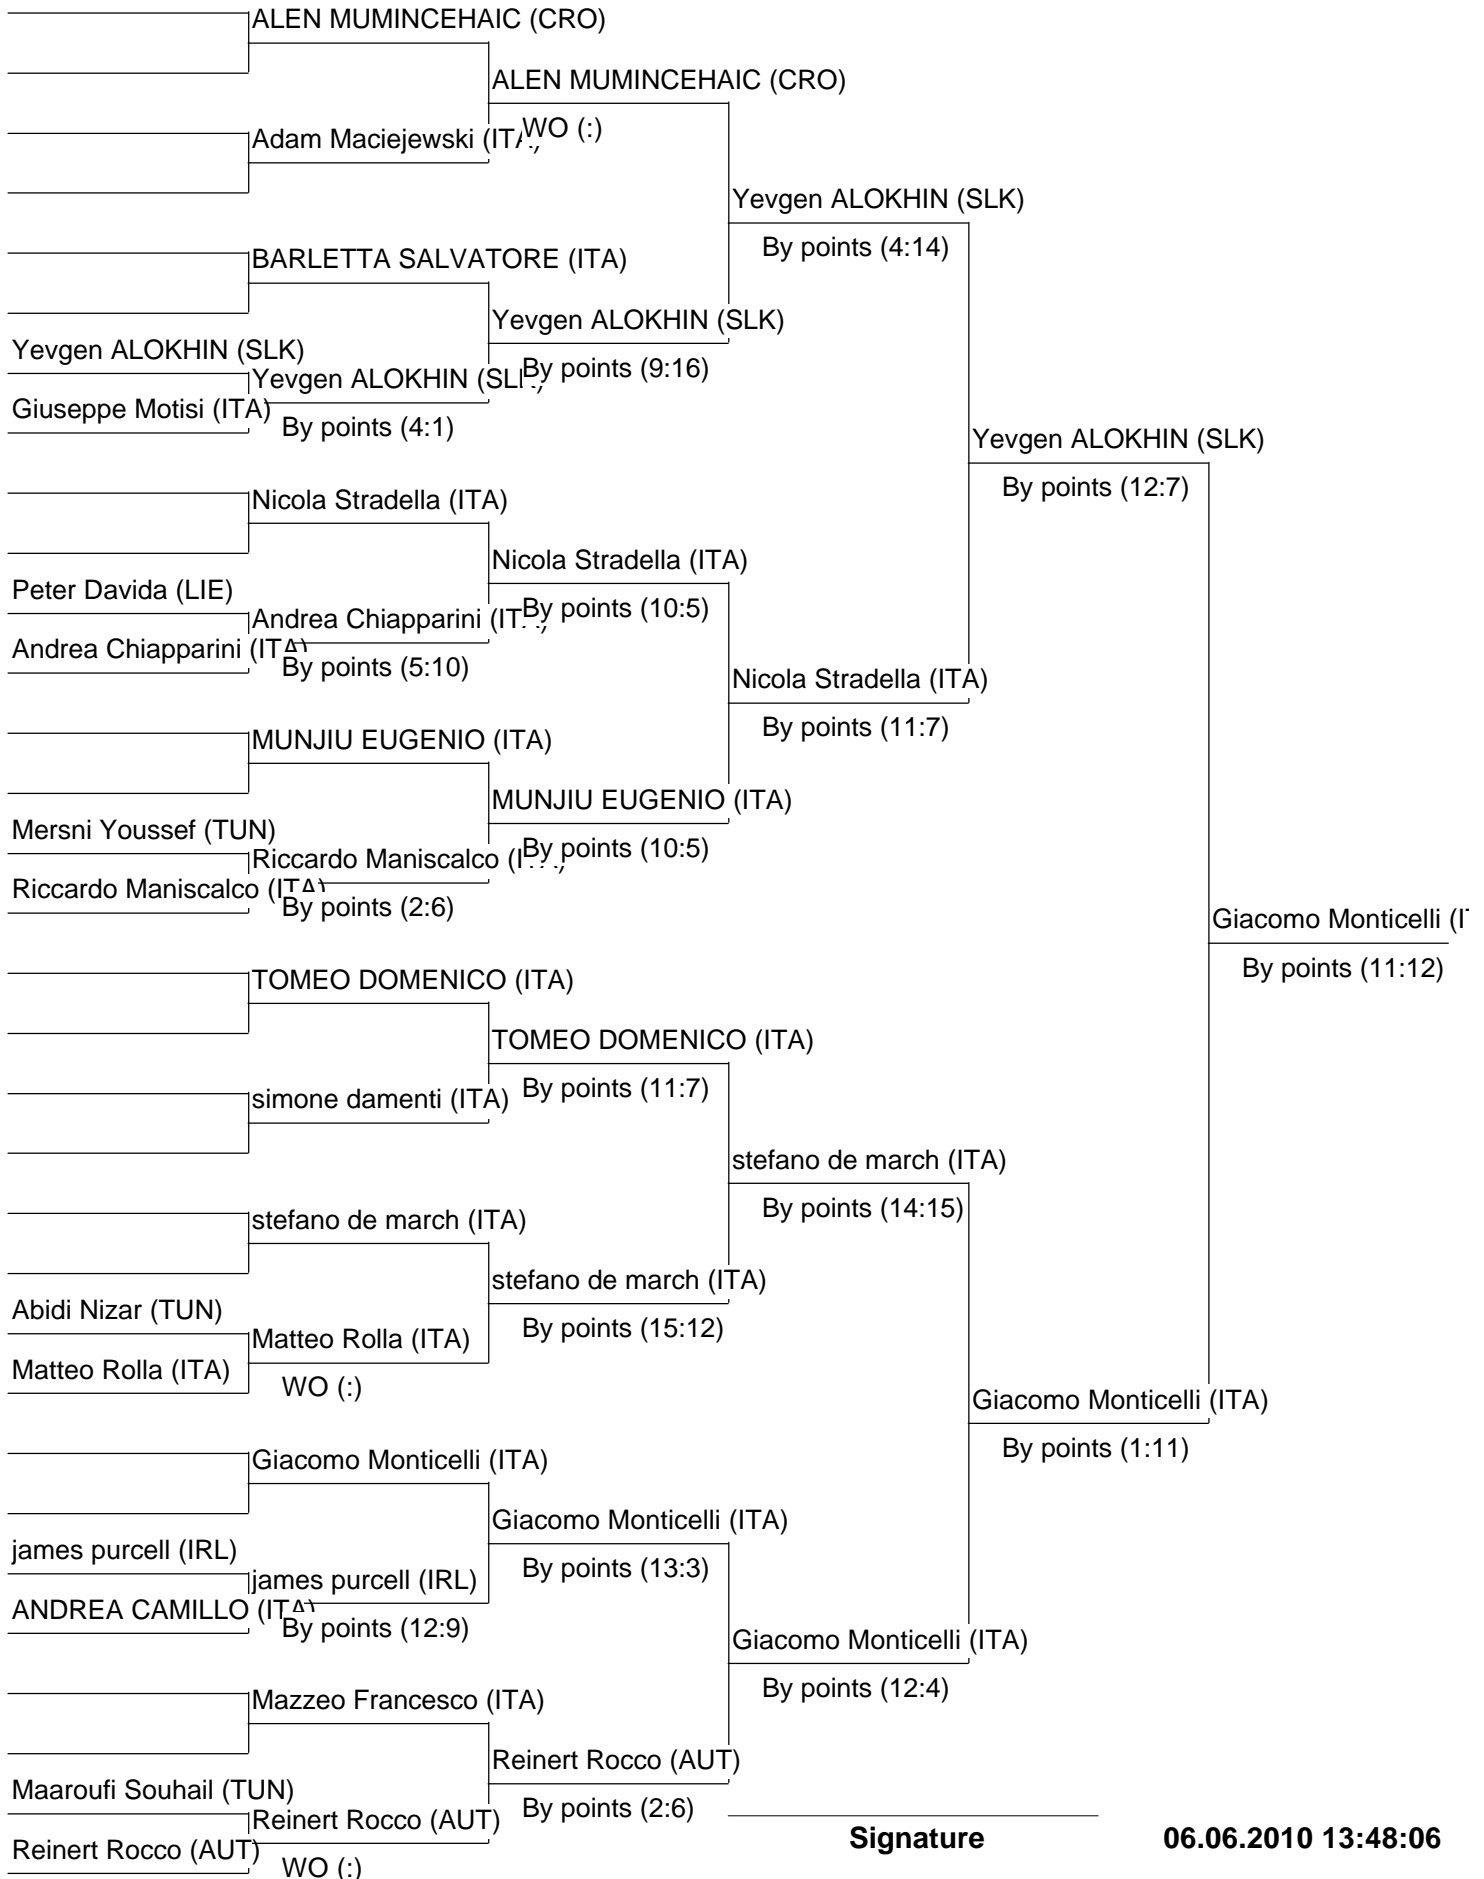 ALEN MUMINCEHAIC (CRO)
ALEN MUMINCEHAIC (CRO)
WO (:)
Adam Maciejewski (ITA)
Yevgen ALOKHIN (SLK)
By points (4:14)
BARLETTA SALVATORE (ITA)
Yevgen ALOKHIN (SLK)
Yevgen ALOKHIN (SLK)
By points (9:16)
Yevgen ALOKHIN (SLK)
Giuseppe Motisi (ITA)
By points (4:1)
Yevgen ALOKHIN (SLK)
By points (12:7)
Nicola Stradella (ITA)
Nicola Stradella (ITA)
Peter Davida (LIE)
By points (10:5)
Andrea Chiapparini (ITA)
Andrea Chiapparini (ITA)
By points (5:10)
Nicola Stradella (ITA)
By points (11:7)
MUNJIU EUGENIO (ITA)
MUNJIU EUGENIO (ITA)
Mersni Youssef (TUN)
By points (10:5)
Riccardo Maniscalco (ITA)
Riccardo Maniscalco (ITA)
By points (2:6)
Giacomo Monticelli (IT
By points (11:12)
TOMEO DOMENICO (ITA)
TOMEO DOMENICO (ITA)
By points (11:7)
simone damenti (ITA)
stefano de march (ITA)
By points (14:15)
stefano de march (ITA)
stefano de march (ITA)
Abidi Nizar (TUN)
By points (15:12)
Matteo Rolla (ITA)
Matteo Rolla (ITA)
WO (:)
Giacomo Monticelli (ITA)
By points (1:11)
Giacomo Monticelli (ITA)
Giacomo Monticelli (ITA)
james purcell (IRL)
By points (13:3)
james purcell (IRL)
ANDREA CAMILLO (ITA)
By points (12:9)
Giacomo Monticelli (ITA)
By points (12:4)
Mazzeo Francesco (ITA)
Reinert Rocco (AUT)
Maaroufi Souhail (TUN)
By points (2:6)
Reinert Rocco (AUT)
Reinert Rocco (AUT)
WO (:)
Signature
06.06.2010 13:48:06